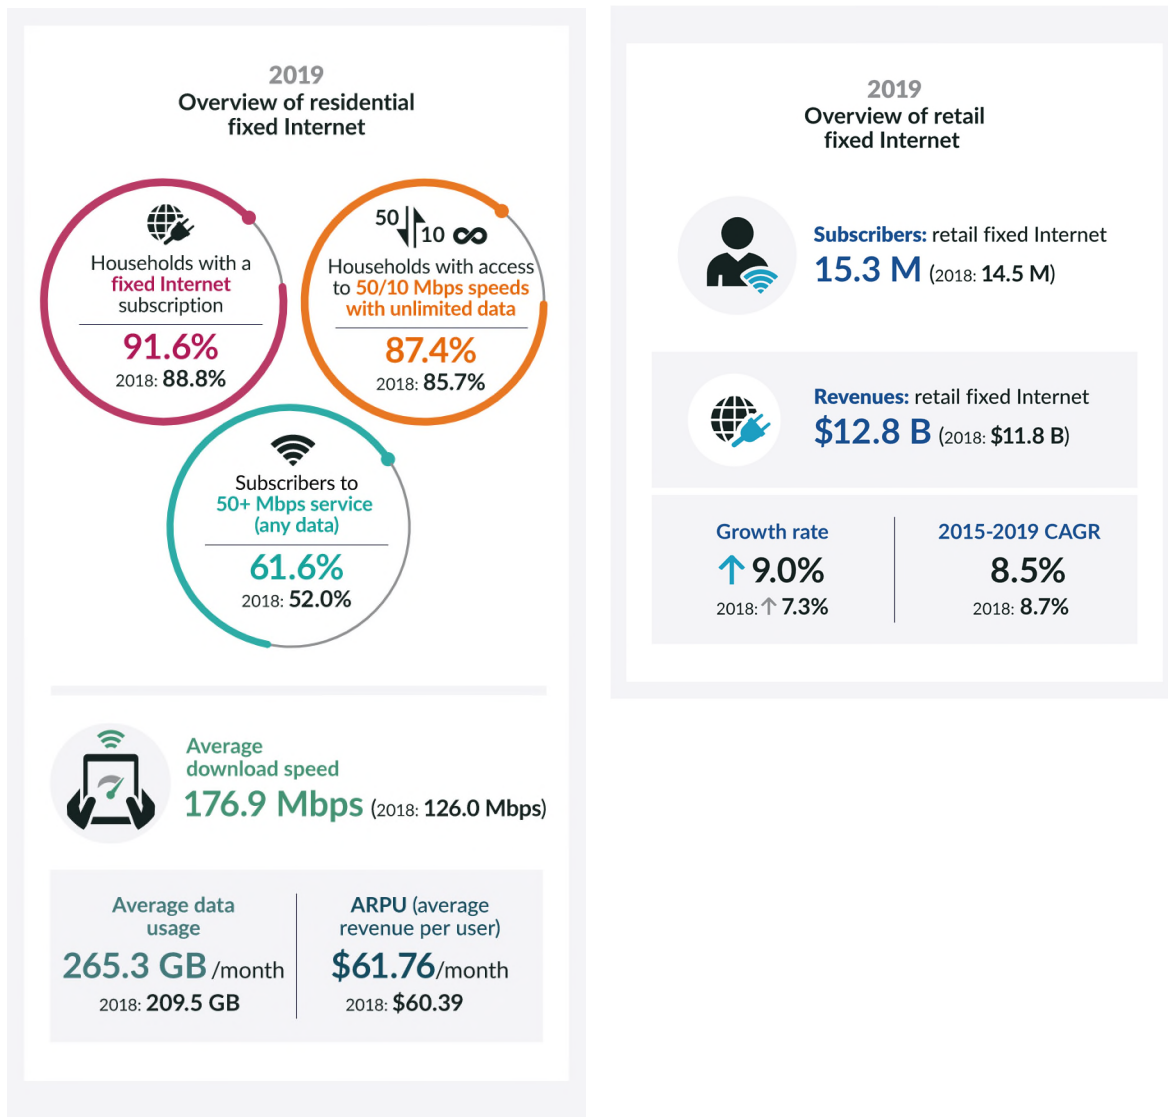 2019
Overview of residential
fixed Internet
Households with a
fixed Internet
subscription
91.6%
2018: 88.8%
50 10 ∞
Households with access
to 50/10 Mbps speeds
with unlimited data
87.4%
2018: 85.7%
Subscribers to
50+ Mbps service
(any data)
61.6%
2018: 52.0%
Average
download speed
176.9 Mbps (2018: 126.0 Mbps)
Average data
usage
265.3 GB /month
2018: 209.5 GB
ARPU (average
revenue per user)
$61.76/month
2018: $60.39
2019
Overview of retail
fixed Internet
Subscribers: retail fixed Internet
15.3 M (2018: 14.5 M)
Revenues: retail fixed Internet
$12.8 B (2018: $11.8 B)
Growth rate
↑ 9.0%
2018: ↑ 7.3%
2015-2019 CAGR
8.5%
2018: 8.7%